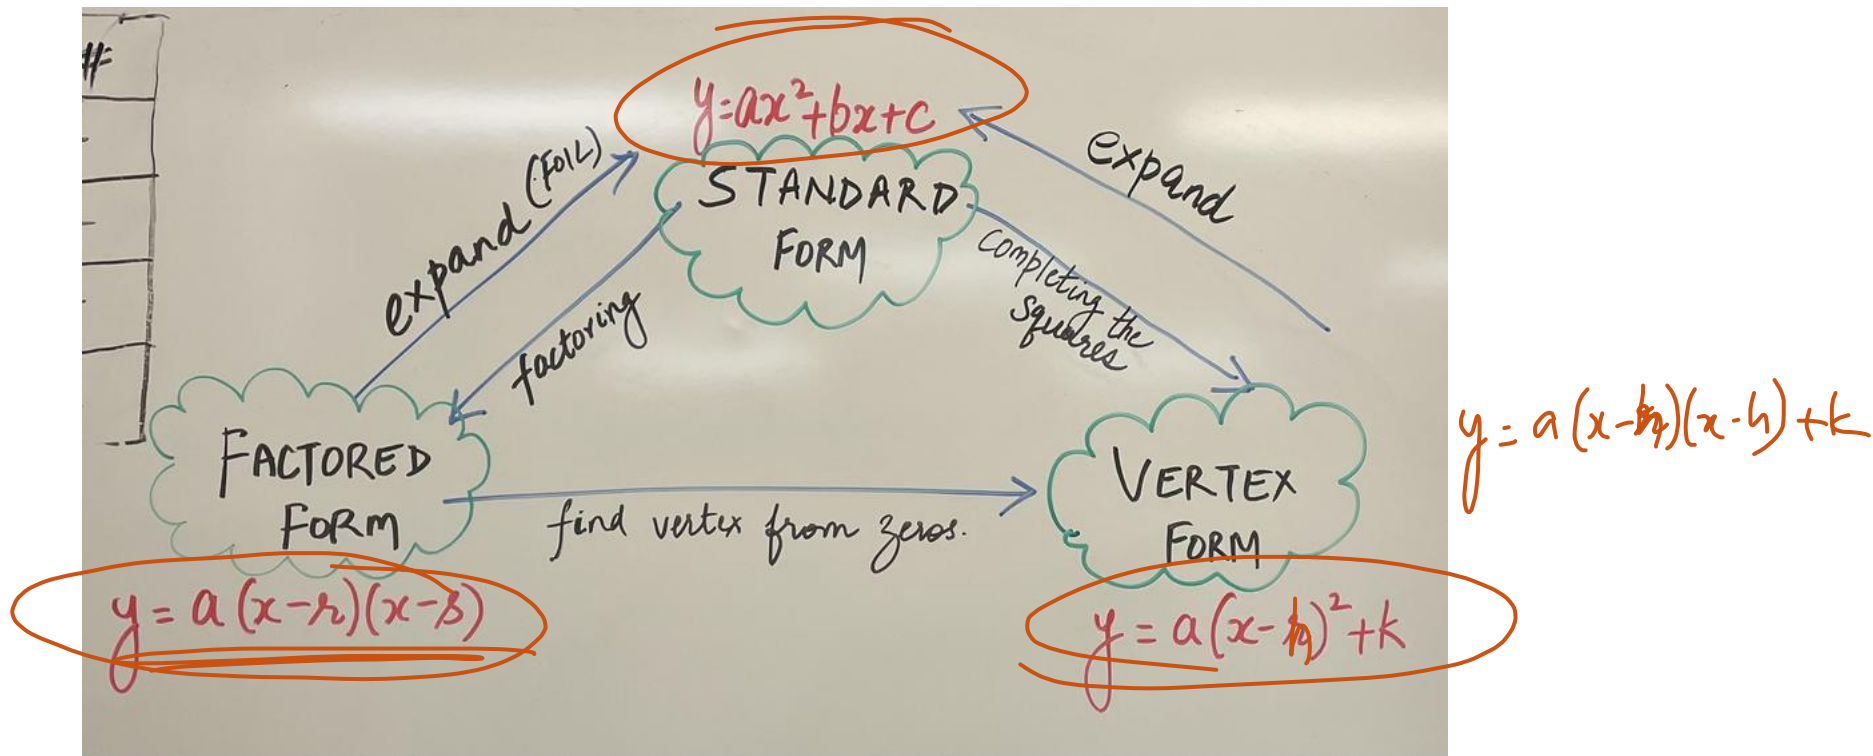 #
y=ax²+bx+c
STANDARD
FORM
expand (FOIL)
expand
factoring
completing the
squares
FACTORED
FORM
find vertex from zeros.
VERTEX
FORM
y = a(x-h)(x-h)+k
y = a(x-r)(x-s)
y = a(x-h)²+k